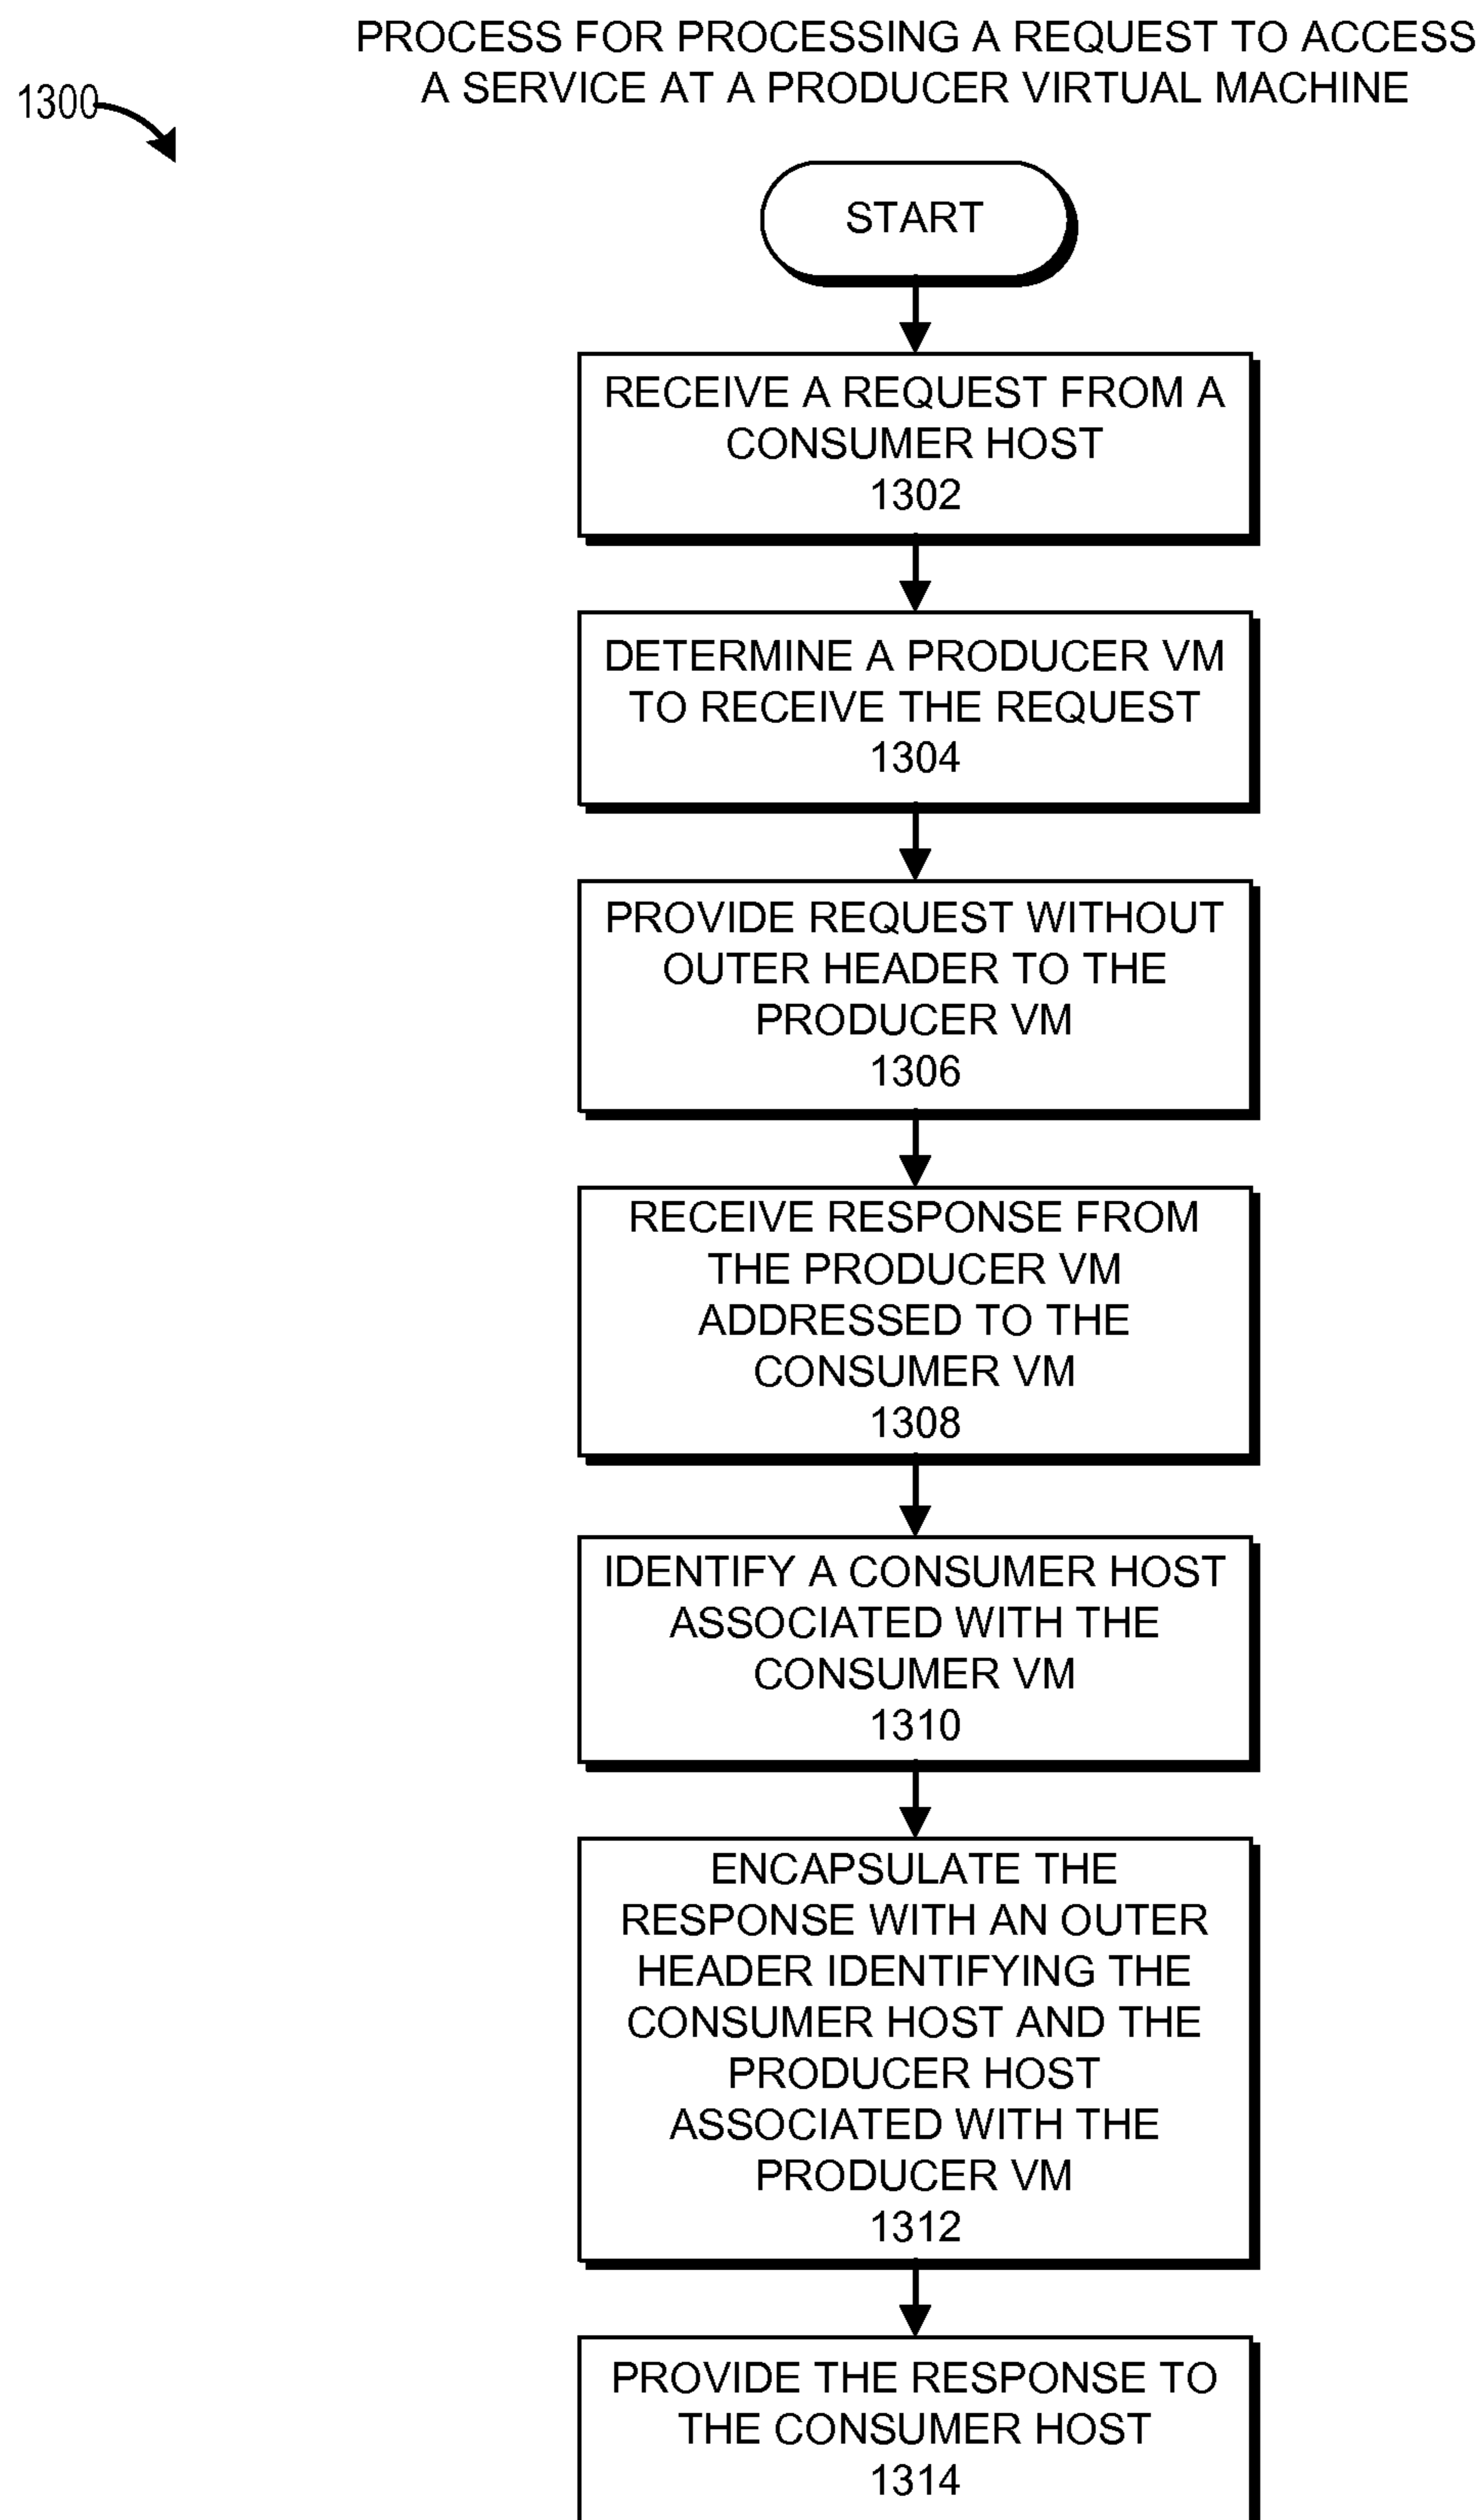 PROCESS FOR PROCESSING A REQUEST TO ACCESS
A SERVICE AT A PRODUCER VIRTUAL MACHINE
1300
START
RECEIVE A REQUEST FROM A
CONSUMER HOST
1302
DETERMINE A PRODUCER VM
TO RECEIVE THE REQUEST
1304
PROVIDE REQUEST WITHOUT
OUTER HEADER TO THE
PRODUCER VM
1306
RECEIVE RESPONSE FROM
THE PRODUCER VM
ADDRESSED TO THE
CONSUMER VM
1308
IDENTIFY A CONSUMER HOST
ASSOCIATED WITH THE
CONSUMER VM
1310
ENCAPSULATE THE
RESPONSE WITH AN OUTER
HEADER IDENTIFYING THE
CONSUMER HOST AND THE
PRODUCER HOST
ASSOCIATED WITH THE
PRODUCER VM
1312
PROVIDE THE RESPONSE TO
THE CONSUMER HOST
1314